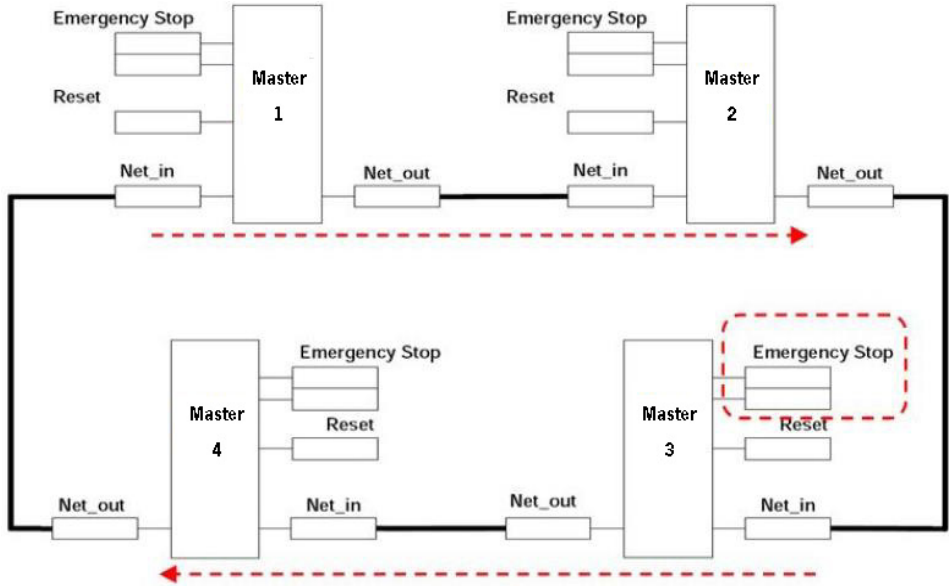 Emergency Stop
Master
1
Reset
Net_in
Net_out
Emergency Stop
Master
2
Reset
Net_in
Net_out
Master
4
Emergency Stop
Reset
Net_out
Net_in
Master
3
Emergency Stop
Reset
Net_out
Net_in